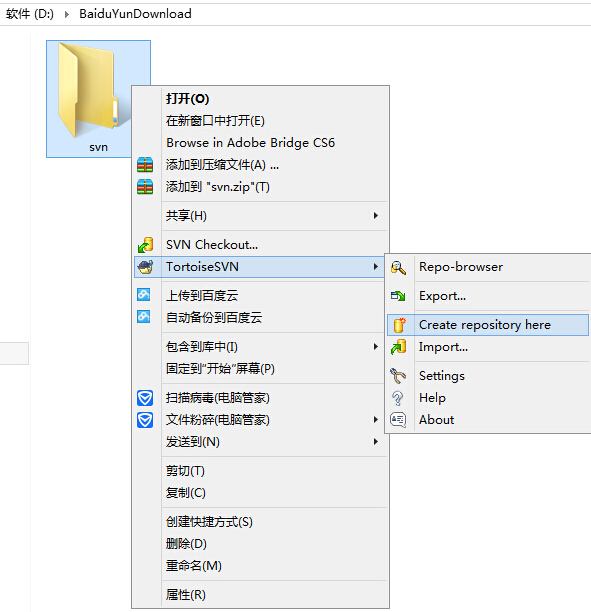 软件 (D:) ▸ BaiduYunDownload
svn
打开(O)
在新窗口中打开(E)
Browse in Adobe Bridge CS6
添加到压缩文件(A) ...
添加到 "svn.zip"(T)
共享(H)
SVN Checkout...
TortoiseSVN
上传到百度云
自动备份到百度云
包含到库中(I)
固定到“开始”屏幕(P)
扫描病毒(电脑管家)
文件粉碎(电脑管家)
发送到(N)
剪切(T)
复制(C)
创建快捷方式(S)
删除(D)
重命名(M)
属性(R)
Repo-browser
Export...
Create repository here
Import...
Settings
Help
About